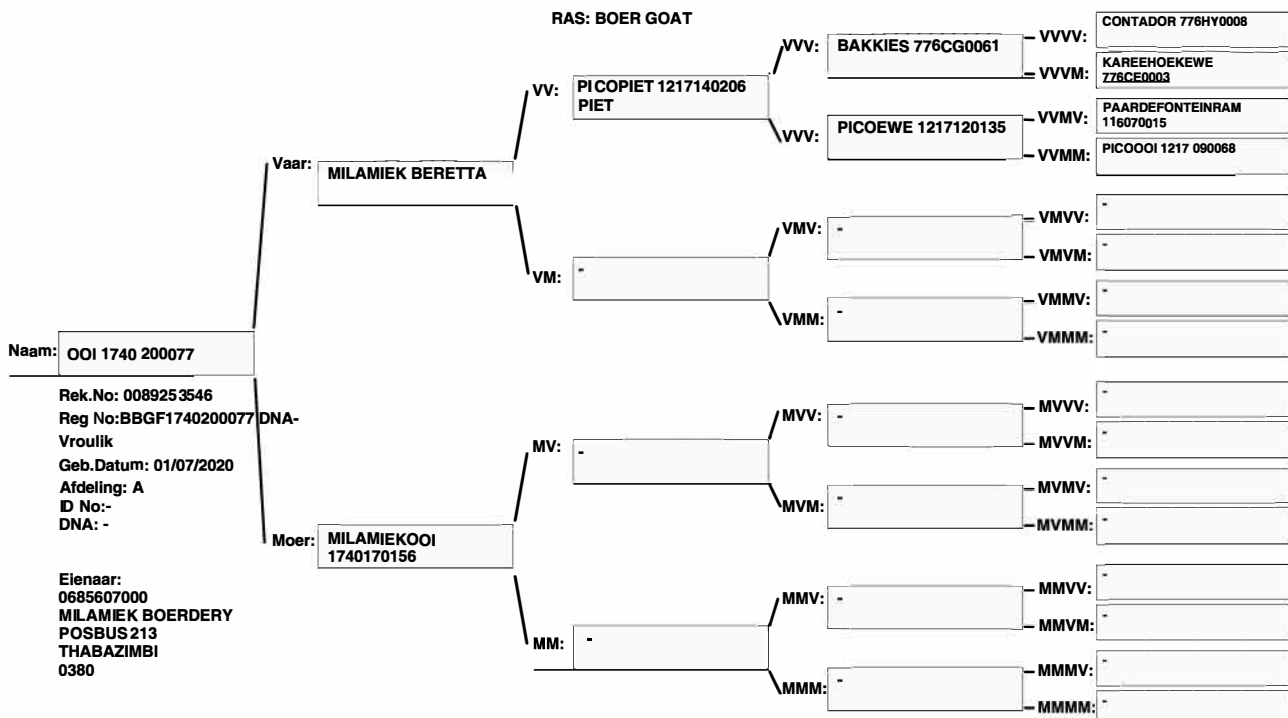 RAS: BOER GOAT
Naam: OOI 1740 200077
Rek.No: 0089253546
Reg No:BBGF1740200077 DNA-
Vroulik
Geb.Datum: 01/07/2020
Afdeling: A
ID No:-
DNA: -
Eienaar:
0685607000
MILAMIEK BOERDERY
POSBUS 213
THABAZIMBI
0380
Vaar: MILAMIEK BERETTA
Moer: MILAMIEKOOI
1740170156
VV: PICOPIET 1217140206
PIET
VM: -
MV: -
MM: -
VVV: BAKKIES 776CG0061
VVV: PICOEWE 1217120135
VMV: -
VMM: -
MVV: -
MVM: -
MMV: -
MMM: -
VVVV: CONTADOR 776HY0008
VVVM: KAREEHOEKEWE
776CE0003
VVMV: PAARDEFONTEINRAM
116070015
VVMM: PICOOOI 1217 090068
VMVV: -
VMVM: -
VMMV: -
VMMM: -
MVVV: -
MVVM: -
MVMV: -
MVMM: -
MMVV: -
MMVM: -
MMMV: -
MMMM: -